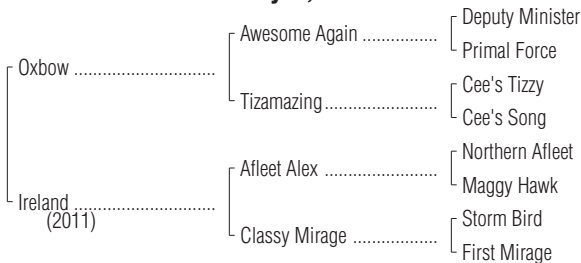 Deputy Minister
Awesome Again ................
Primal Force
Oxbow ..............................
Cee's Tizzy
Tizamazing........................
Cee's Song
Northern Afleet
Afleet Alex ........................
Maggy Hawk
Ireland ..............................
(2011)
Storm Bird
Classy Mirage ..................
First Mirage